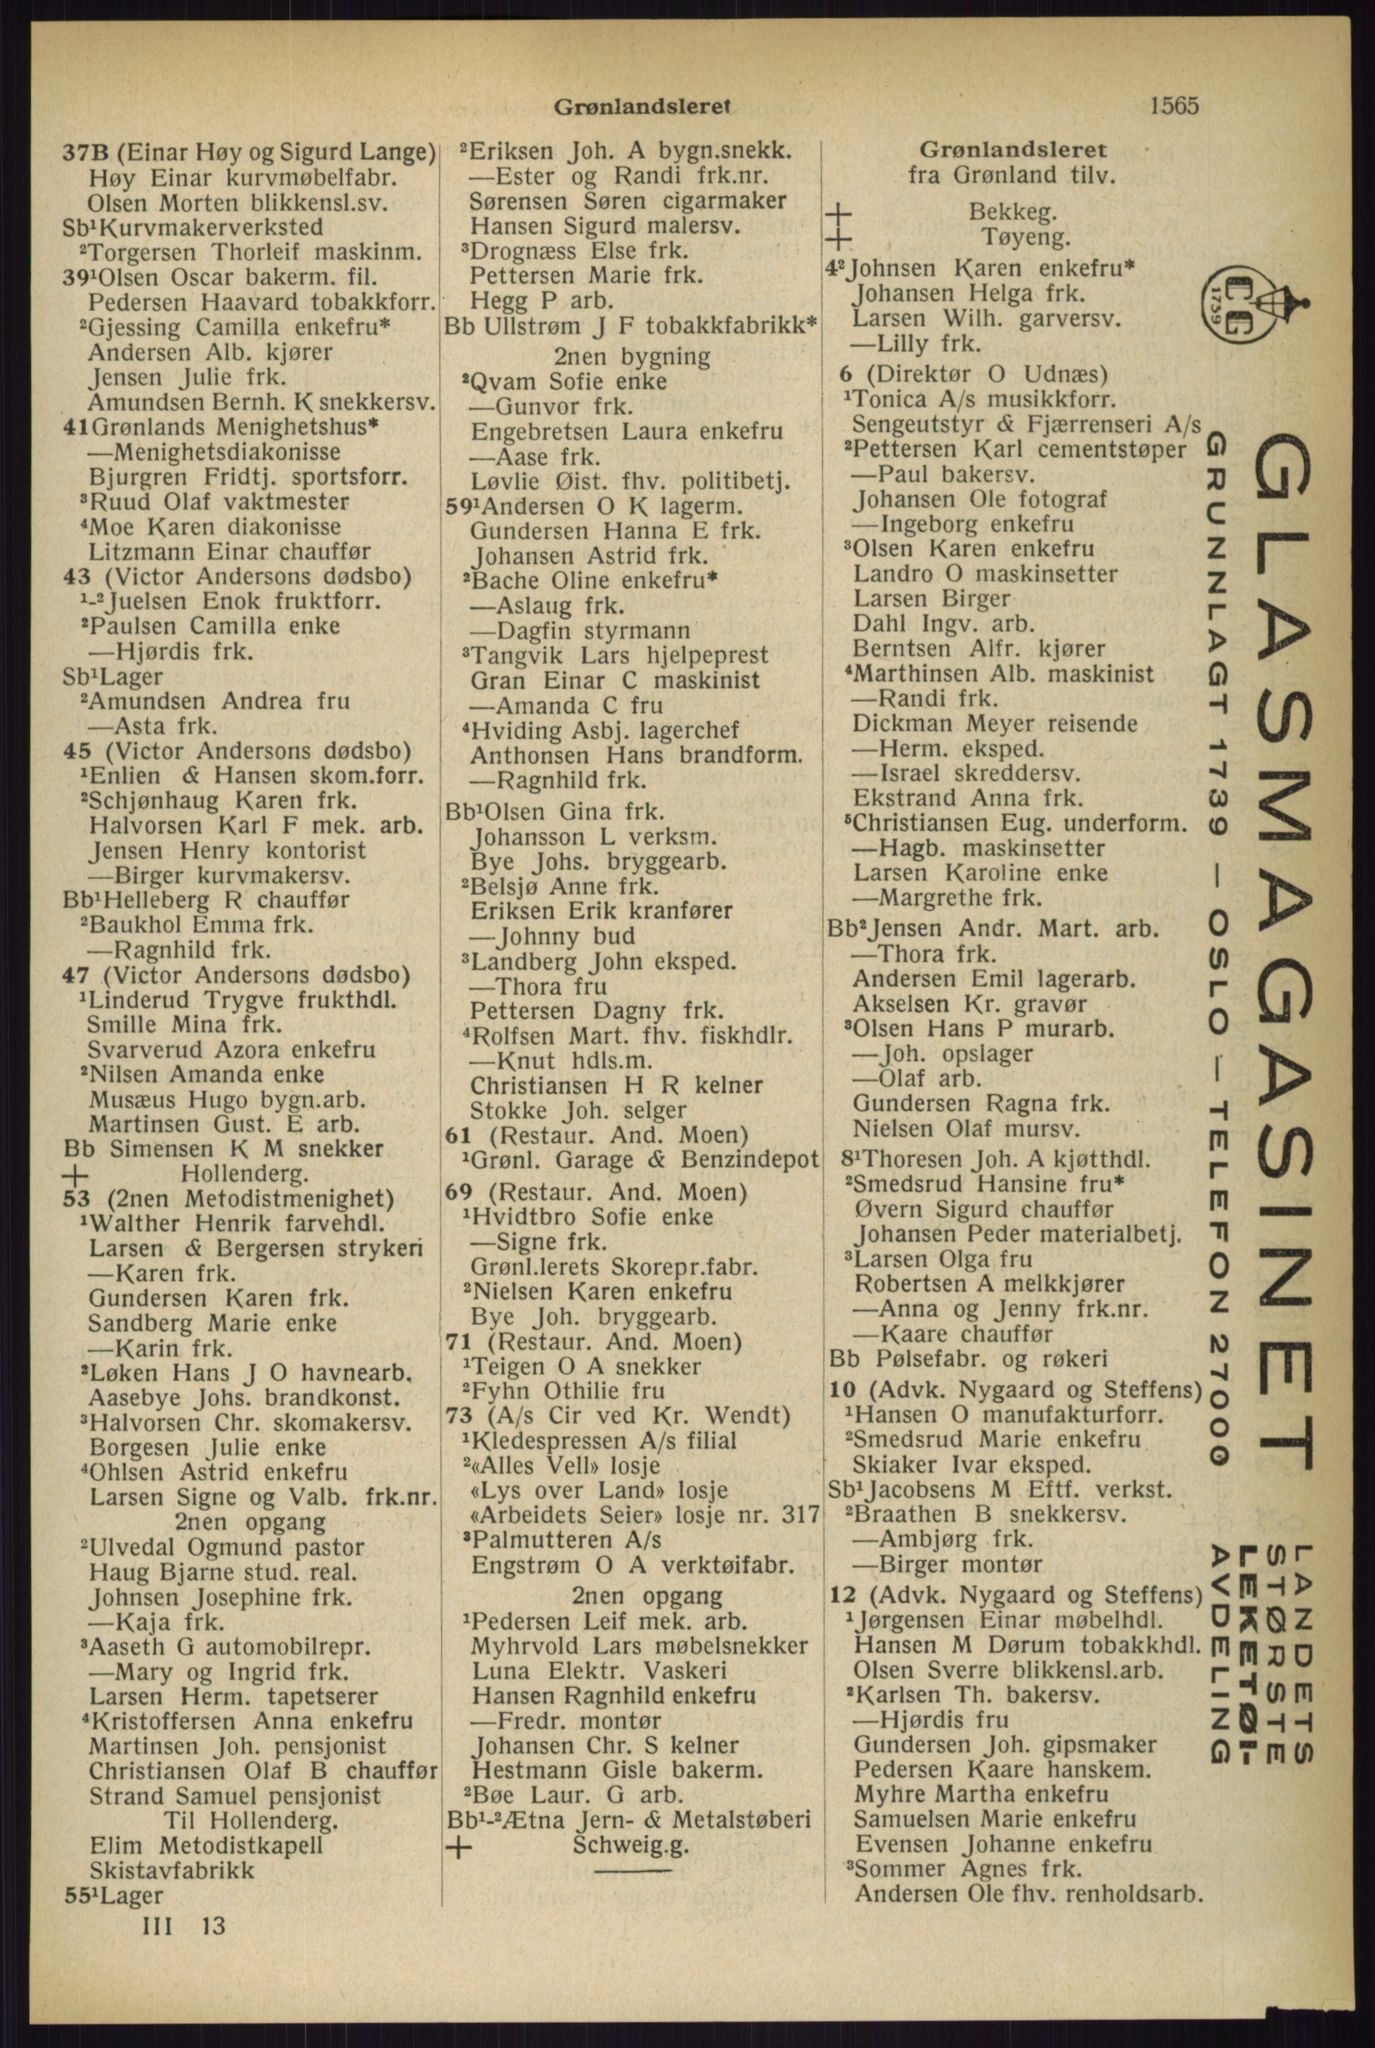 Grønlandsleret
1565
37B (Einar Høy og Sigurd Lange)
Høy Einar kurvmøbelfabr.
Olsen Morten blikkensl.sv.
Sb¹Kurvmakerverksted
²Torgersen Thorleif maskinm.
39¹Olsen Oscar bakerm. fil.
Pedersen Haavard tobakkforr.
²Gjessing Camilla enkefru*
Andersen Alb. kjører
Jensen Julie frk.
Amundsen Bernh. K snekkersv.
41Grønlands Menighetshus*
—Menighetsdiakonisse
Bjurgren Fridtj. sportsforr.
³Ruud Olaf vaktmester
⁴Moe Karen diakonisse
Litzmann Einar chauffør
43 (Victor Andersons dødsbo)
¹-²Juelsen Enok fruktforr.
²Paulsen Camilla enke
—Hjørdis frk.
Sb¹Lager
²Amundsen Andrea fru
—Asta frk.
45 (Victor Andersons dødsbo)
¹Enlien & Hansen skom.forr.
²Schjønhaug Karen frk.
Halvorsen Karl F mek. arb.
Jensen Henry kontorist
—Birger kurvmakersv.
Bb¹Helleberg R chauffør
²Baukhol Emma frk.
—Ragnhild frk.
47 (Victor Andersons dødsbo)
¹Linderud Trygve frukthdl.
Smille Mina frk.
Svarverud Azora enkefru
²Nilsen Amanda enke
Musæus Hugo bygn.arb.
Martinsen Gust. E arb.
Bb Simensen K M snekker
+ Hollenderg.
53 (2nen Metodistmenighet)
¹Walther Henrik farvehdl.
Larsen & Bergersen strykeri
—Karen frk.
Gundersen Karen frk.
Sandberg Marie enke
—Karin frk.
²Løken Hans J O havnearb.
Aasebye Johs. brandkonst.
³Halvorsen Chr. skomakersv.
Borgesen Julie enke
⁴Ohlsen Astrid enkefru
Larsen Signe og Valb. frk.nr.
2nen opgang
²Ulvedal Ogmund pastor
Haug Bjarne stud. real.
Johnsen Josephine frk.
—Kaja frk.
³Aaseth G automobilrepr.
—Mary og Ingrid frk.
Larsen Herm. tapetserer
⁴Kristoffersen Anna enkefru
Martinsen Joh. pensjonist
Christiansen Olaf B chauffør
Strand Samuel pensjonist
Til Hollenderg.
Elim Metodistkapell
Skistavfabrikk
55¹Lager
III 13
²Eriksen Joh. A bygn.snekk.
—Ester og Randi frk.nr.
Sørensen Søren cigarmaker
Hansen Sigurd malersv.
³Drognæss Else frk.
Pettersen Marie frk.
Hegg P arb.
Bb Ullstrøm J F tobakkfabrikk*
2nen bygning
²Qvam Sofie enke
—Gunvor frk.
Engebretsen Laura enkefru
—Aase frk.
Løvlie Øist. fhv. politibetj.
59¹Andersen O K lagerm.
Gundersen Hanna E frk.
Johansen Astrid frk.
²Bache Oline enkefru*
—Aslaug frk.
—Dagfin styrmann
³Tangvik Lars hjelpeprest
Gran Einar C maskinist
—Amanda C fru
⁴Hviding Asbj. lagerchef
Anthonsen Hans brandform.
—Ragnhild frk.
Bb¹Olsen Gina frk.
Johansson L verksm.
Bye Johs. bryggearb.
²Belsjø Anne frk.
Eriksen Erik kranfører
—Johnny bud
³Landberg John eksped.
—Thora fru
Pettersen Dagny frk.
⁴Rolfsen Mart. fhv. fiskhdlr.
—Knut hdls.m.
Christiansen H R kelner
Stokke Joh. selger
61 (Restaur. And. Moen)
¹Grønl. Garage & Benzindepot
69 (Restaur. And. Moen)
¹Hvidtbro Sofie enke
—Signe frk.
Grønl.lerets Skorepr.fabr.
²Nielsen Karen enkefru
Bye Joh. bryggearb.
71 (Restaur. And. Moen)
¹Teigen O A snekker
²Fyhn Othilie fru
73 (A/s Cir ved Kr. Wendt)
¹Kledespressen A/s filial
²«Alles Vell» losje
«Lys over Land» losje
«Arbeidets Seier» losje nr. 317
³Palmutteren A/s
Engstrøm O A verktøifabr.
2nen opgang
¹Pedersen Leif mek. arb.
Myhrvold Lars møbelsnekker
Luna Elektr. Vaskeri
Hansen Ragnhild enkefru
—Fredr. montør
Johansen Chr. S kelner
Hestmann Gisle bakerm.
²Bøe Laur. G arb.
Bb¹-²Ætna Jern- & Metalstøberi
+ Schweig.g.
Grønlandsleret
fra Grønland tilv.
+ Bekkeg.
+ Tøyeng.
4²Johnsen Karen enkefru*
Johansen Helga frk.
Larsen Wilh. garversv.
—Lilly frk.
6 (Direktør O Udnæs)
¹Tonica A/s musikkforr.
Sengeutstyr & Fjærrenseri A/s
²Pettersen Karl cementstøper
—Paul bakersv.
Johansen Ole fotograf
—Ingeborg enkefru
³Olsen Karen enkefru
Landro O maskinsetter
Larsen Birger
Dahl Ingv. arb.
Berntsen Alfr. kjører
⁴Marthinsen Alb. maskinist
—Randi frk.
Dickman Meyer reisende
—Herm. eksped.
—Israel skreddersv.
Ekstrand Anna frk.
⁵Christiansen Eug. underform.
—Hagb. maskinsetter
Larsen Karoline enke
—Margrethe frk.
Bb²Jensen Andr. Mart. arb.
—Thora frk.
Andersen Emil lagerarb.
Akselsen Kr. gravør
³Olsen Hans P murarb.
—Joh. opslager
—Olaf arb.
Gundersen Ragna frk.
Nielsen Olaf mursv.
8¹Thoresen Joh. A kjøtthdl.
²Smedsrud Hansine fru*
Øvern Sigurd chauffør
Johansen Peder materialbetj.
³Larsen Olga fru
Robertsen A melkkjører
—Anna og Jenny frk.nr.
—Kaare chauffør
Bb Pølsefabr. og røkeri
10 (Advk. Nygaard og Steffens)
¹Hansen O manufakturforr.
²Smedsrud Marie enkefru
Skiaker Ivar eksped.
Sb¹Jacobsens M Eftf. verkst.
²Braathen B snekkersv.
—Ambjørg frk.
—Birger montør
12 (Advk. Nygaard og Steffens)
¹Jørgensen Einar møbelhdl.
Hansen M Dørum tobakkhdl.
Olsen Sverre blikkensl.arb.
²Karlsen Th. bakersv.
—Hjørdis fru
Gundersen Joh. gipsmaker
Pedersen Kaare hanskem.
Myhre Martha enkefru
Samuelsen Marie enkefru
Evensen Johanne enkefru
³Sommer Agnes frk.
Andersen Ole fhv. renholdsarb.
CG
1739
GLASMAGASINET
GRUNNLAGT 1739 — OSLO — TELEFON 27000
LANDETS
STØRSTE
LEKETØI-
AVDELING